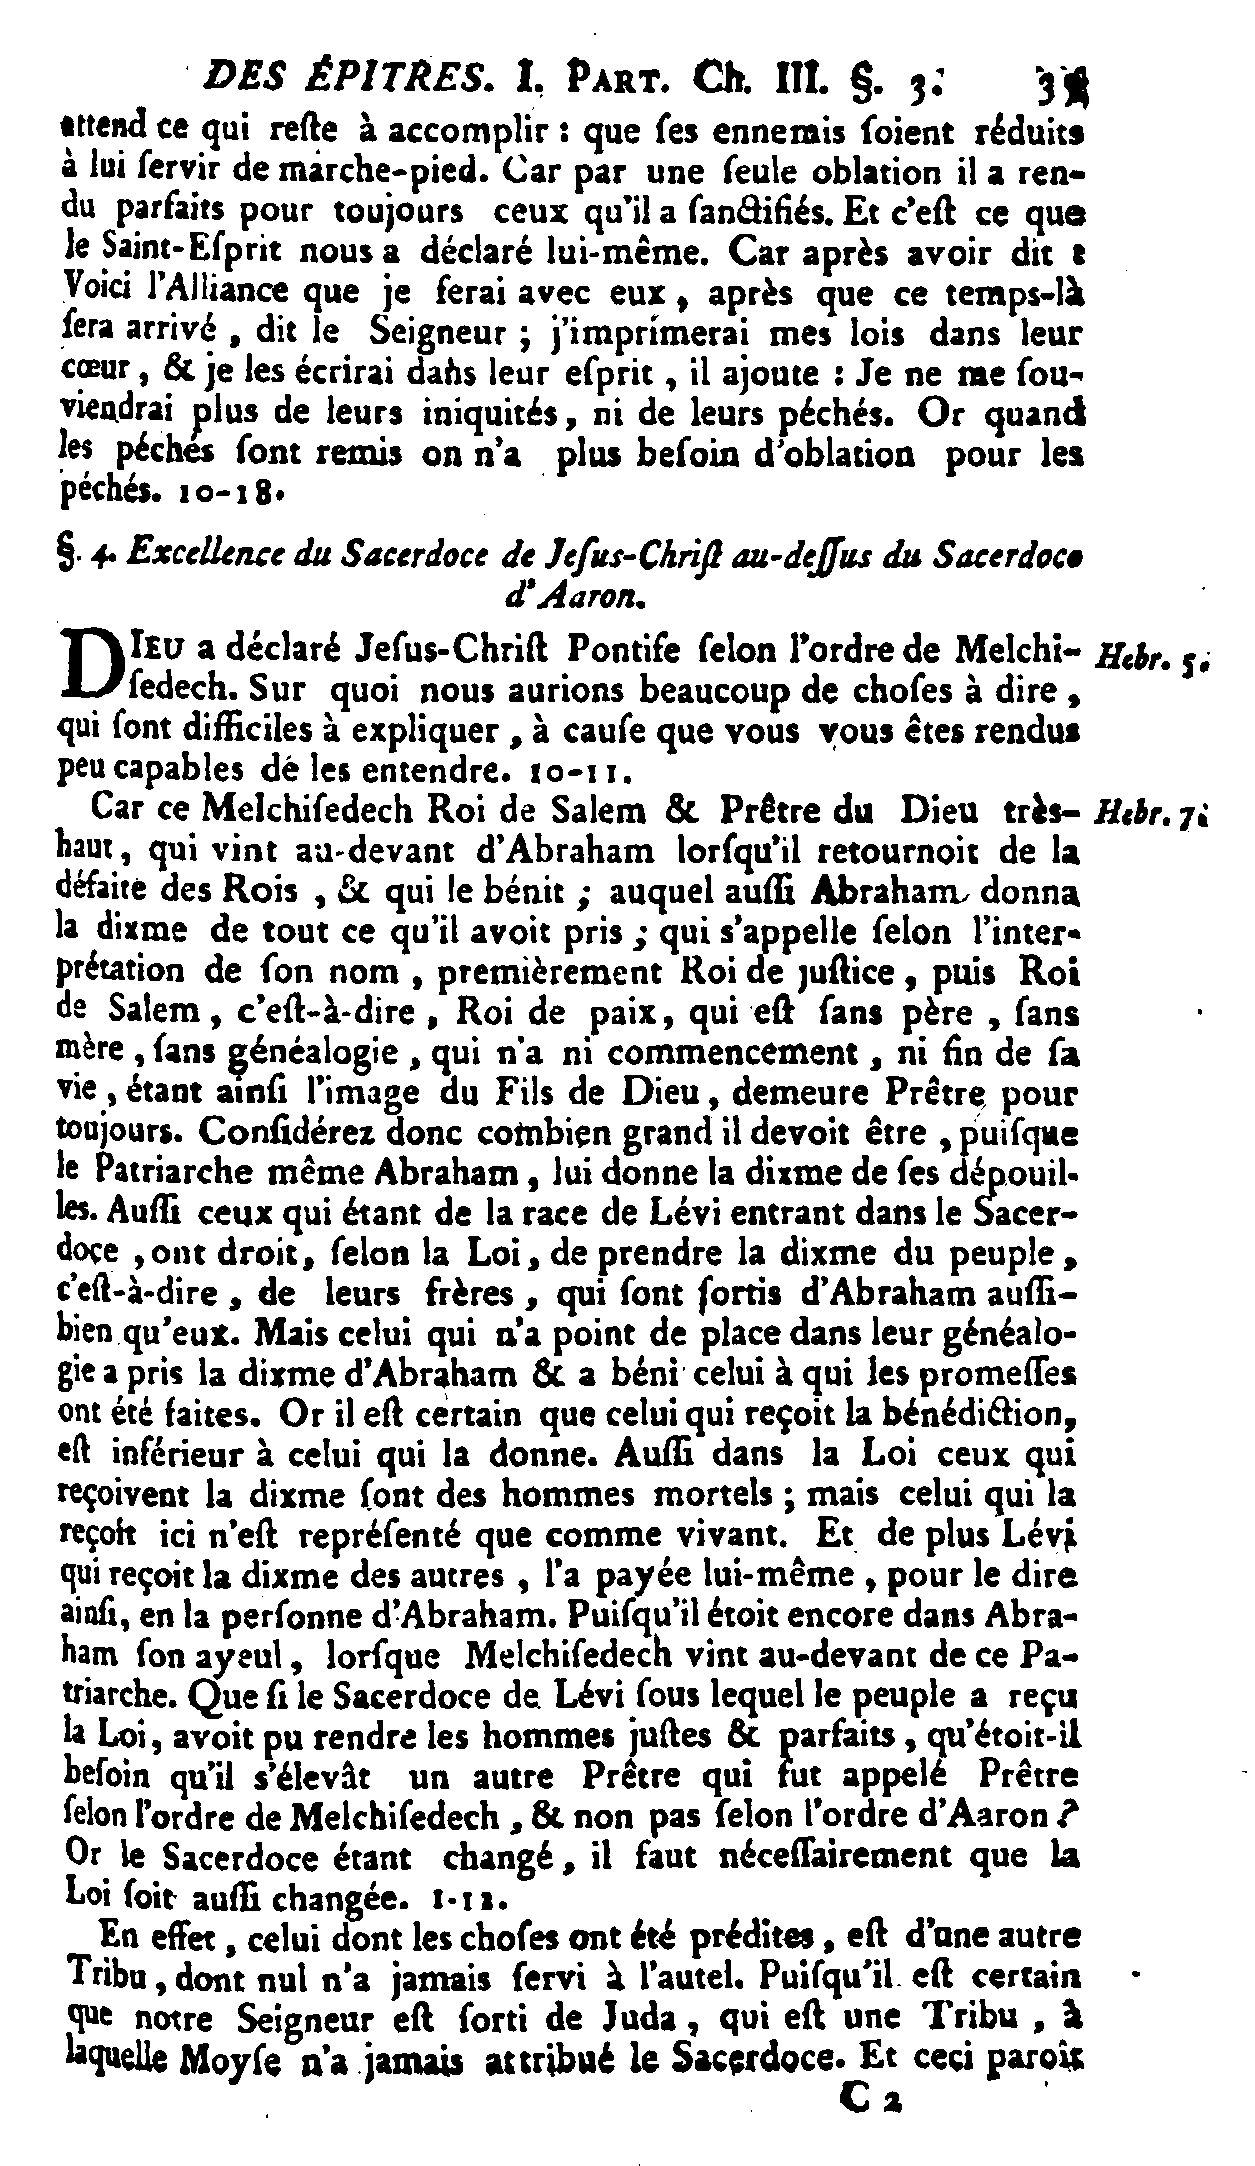 DES ÉPITRES. I. PART. Ch. III. §. 3.
attend ce qui reſte à accomplir : que ſes ennemis ſoient réduits
à lui ſervir de marche-pied. Car par une ſeule oblation il a ren-
du parfaits pour toujours ceux qu'il a ſanctifiés. Et c'eſt ce que
le Saint-Eſprit nous a déclaré lui-même. Car après avoir dit :
Voici l'Alliance que je ferai avec eux, après que ce temps-là
ſera arrivé, dit le Seigneur ; j'imprimerai mes lois dans leur
cœur, & je les écrirai dans leur eſprit, il ajoute : Je ne me ſou-
viendrai plus de leurs iniquités, ni de leurs péchés. Or quand
les péchés ſont remis on n'a plus beſoin d'oblation pour les
péchés. 10-18.
§. 4. Excellence du Sacerdoce de Jeſus-Chriſt au-deſſus du Sacerdoce
d'Aaron.
DIEU a déclaré Jeſus-Chriſt Pontife ſelon l'ordre de Melchi- Hebr. 5.
ſedech. Sur quoi nous aurions beaucoup de choſes à dire,
qui ſont difficiles à expliquer, à cauſe que vous vous êtes rendus
peu capables de les entendre. 10-11.
Car ce Melchiſedech Roi de Salem & Prêtre du Dieu très- Hebr. 7.
haut, qui vint au-devant d'Abraham lorſqu'il retournoit de la
défaite des Rois, & qui le bénit ; auquel auſſi Abraham donna
la dixme de tout ce qu'il avoit pris ; qui s'appelle ſelon l'inter-
prétation de ſon nom, premièrement Roi de juſtice, puis Roi
de Salem, c'eſt-à-dire, Roi de paix, qui eſt ſans père, ſans
mère, ſans généalogie, qui n'a ni commencement, ni fin de ſa
vie, étant ainſi l'image du Fils de Dieu, demeure Prêtre pour
toujours. Conſidérez donc combien grand il devoit être, puiſque
le Patriarche même Abraham, lui donne la dixme de ſes dépouil-
les. Auſſi ceux qui étant de la race de Lévi entrant dans le Sacer-
doce, ont droit, ſelon la Loi, de prendre la dixme du peuple,
c'eſt-à-dire, de leurs frères, qui ſont ſortis d'Abraham auſſi-
bien qu'eux. Mais celui qui n'a point de place dans leur généalo-
gie a pris la dixme d'Abraham & a béni celui à qui les promeſſes
ont été faites. Or il eſt certain que celui qui reçoit la bénédiction,
eſt inférieur à celui qui la donne. Auſſi dans la Loi ceux qui
reçoivent la dixme ſont des hommes mortels ; mais celui qui la
reçoit ici n'eſt repréſenté que comme vivant. Et de plus Lévi
qui reçoit la dixme des autres, l'a payée lui-même, pour le dire
ainſi, en la perſonne d'Abraham. Puiſqu'il étoit encore dans Abra-
ham ſon ayeul, lorſque Melchiſedech vint au-devant de ce Pa-
triarche. Que ſi le Sacerdoce de Lévi ſous lequel le peuple a reçu
la Loi, avoit pu rendre les hommes juſtes & parfaits, qu'étoit-il
beſoin qu'il s'élevât un autre Prêtre qui fut appelé Prêtre
ſelon l'ordre de Melchiſedech, & non pas ſelon l'ordre d'Aaron ?
Or le Sacerdoce étant changé, il faut néceſſairement que la
Loi ſoit auſſi changée. 1-12.
En effet, celui dont les choſes ont été prédites, eſt d'une autre
Tribu, dont nul n'a jamais ſervi à l'autel. Puiſqu'il eſt certain
que notre Seigneur eſt ſorti de Juda, qui eſt une Tribu, à
laquelle Moyſe n'a jamais attribué le Sacerdoce. Et ceci paroît
C 2